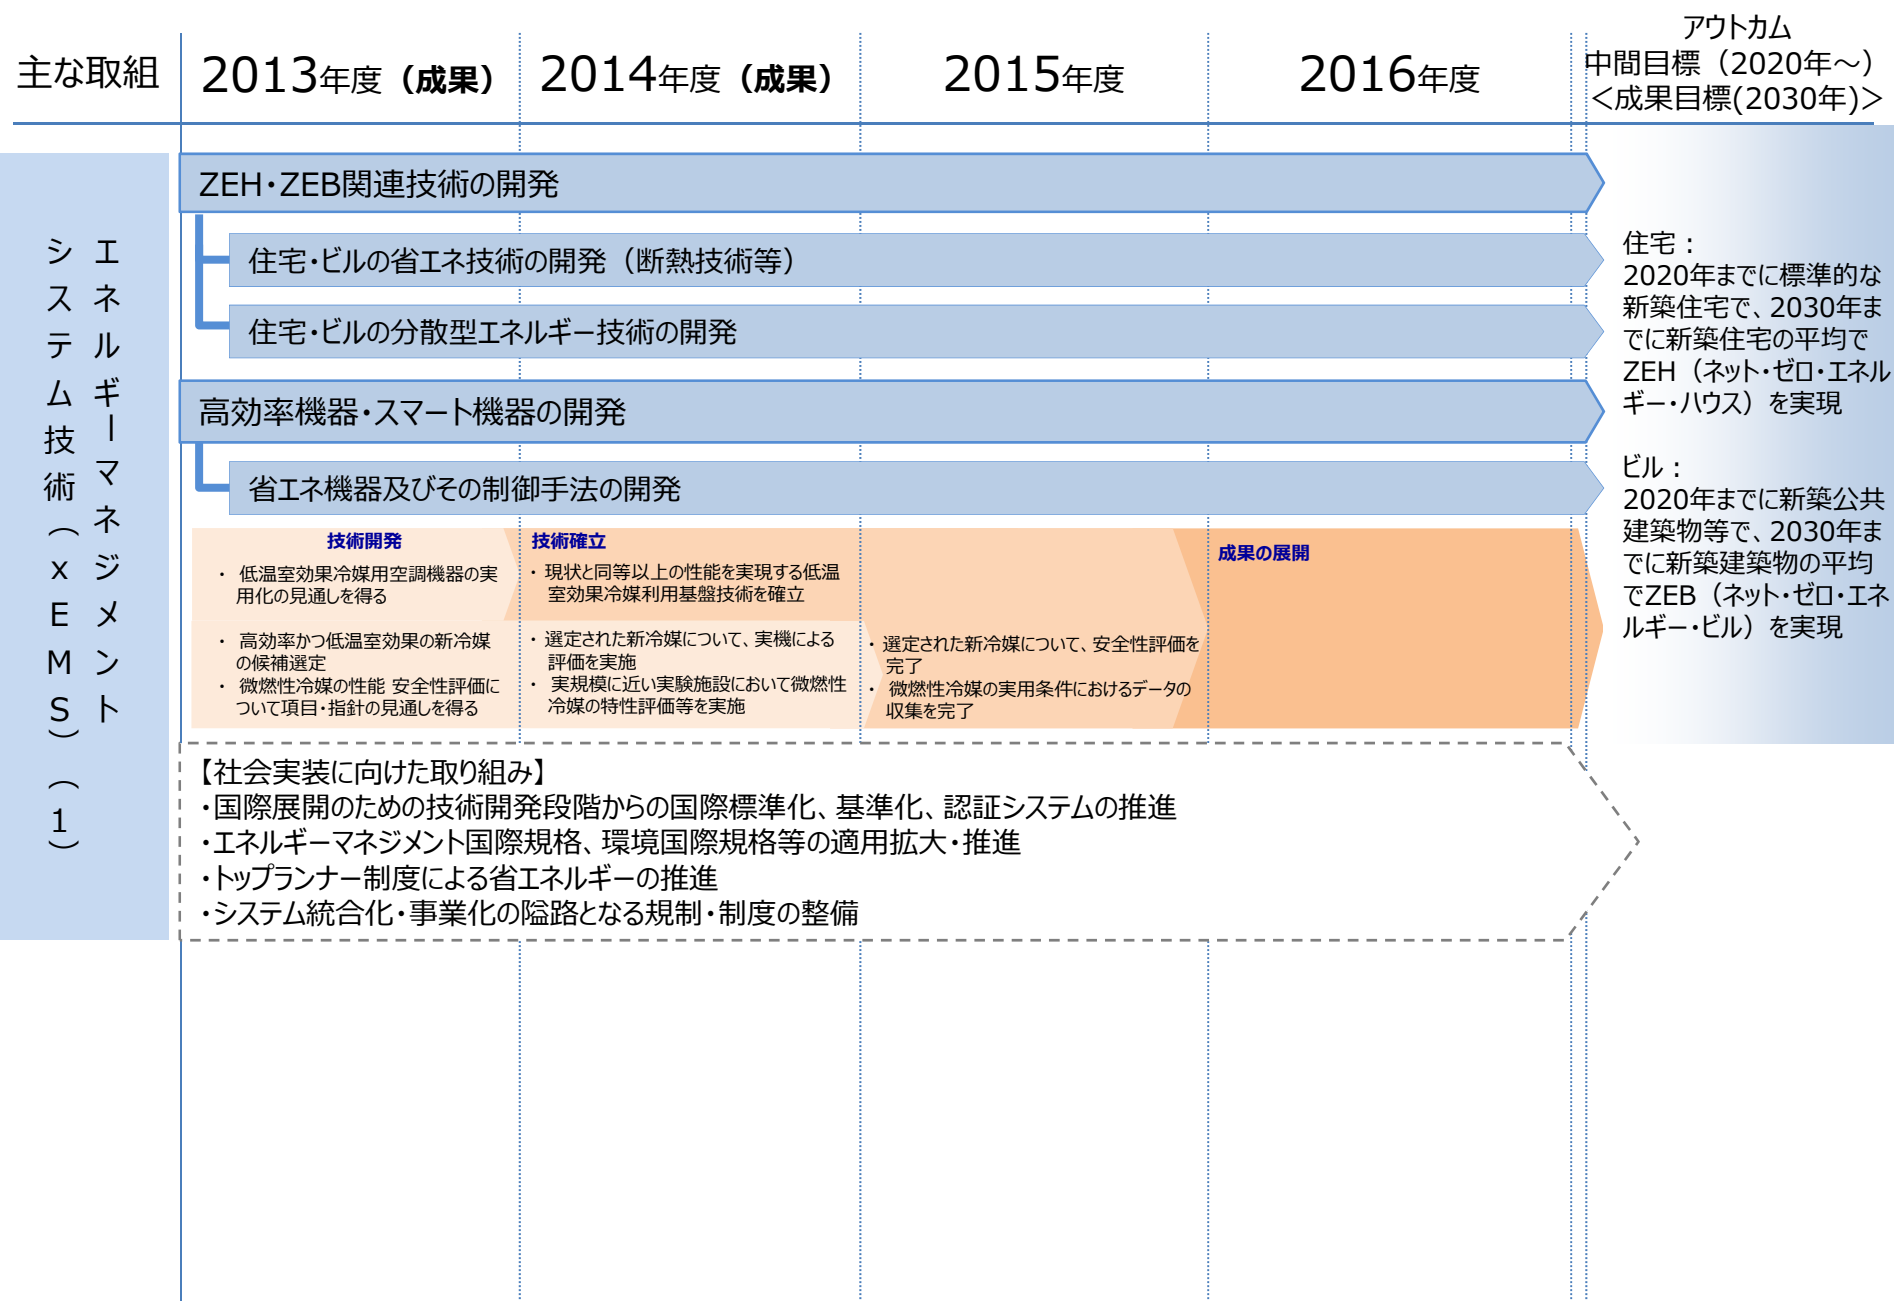 主な取組
2013年度（成果）
2014年度（成果）
2015年度
2016年度
アウトカム
中間目標（2020年～）
＜成果目標(2030年)＞
エネルギーマネジメント
システム技術（ｘＥＭＳ）（１）
ZEH・ZEB関連技術の開発
住宅・ビルの省エネ技術の開発（断熱技術等）
住宅・ビルの分散型エネルギー技術の開発
高効率機器・スマート機器の開発
省エネ機器及びその制御手法の開発
技術開発
・ 低温室効果冷媒用空調機器の実
用化の見通しを得る
・ 高効率かつ低温室効果の新冷媒
の候補選定
・ 微燃性冷媒の性能 安全性評価に
ついて項目・指針の見通しを得る
技術確立
・ 現状と同等以上の性能を実現する低温
室効果冷媒利用基盤技術を確立
・ 選定された新冷媒について、実機による
評価を実施
・ 実規模に近い実験施設において微燃性
冷媒の特性評価等を実施
・ 選定された新冷媒について、安全性評価を
完了
・ 微燃性冷媒の実用条件におけるデータの
収集を完了
成果の展開
【社会実装に向けた取り組み】
・国際展開のための技術開発段階からの国際標準化、基準化、認証システムの推進
・エネルギーマネジメント国際規格、環境国際規格等の適用拡大・推進
・トップランナー制度による省エネルギーの推進
・システム統合化・事業化の隘路となる規制・制度の整備
住宅：
2020年までに標準的な
新築住宅で、2030年ま
でに新築住宅の平均で
ZEH（ネット・ゼロ・エネル
ギー・ハウス）を実現
ビル：
2020年までに新築公共
建築物等で、2030年ま
でに新築建築物の平均
でZEB（ネット・ゼロ・エネ
ルギー・ビル）を実現